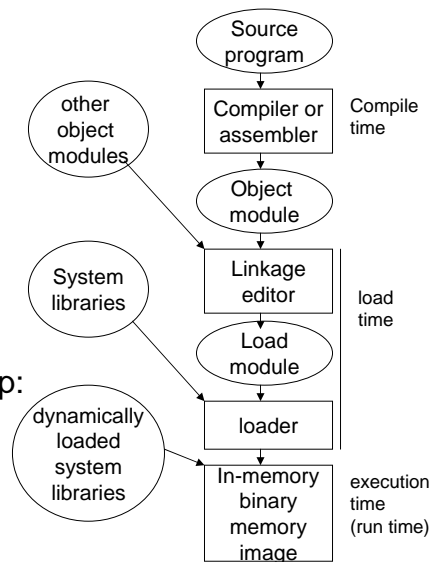 Source
program
other
object
modules
Compiler or
assembler
Compile
time
Object
module
System
libraries
Linkage
editor
load
time
Load
module
p:
dynamically
loaded
system
libraries
loader
In-memory
binary
memory
image
execution
time
(run time)